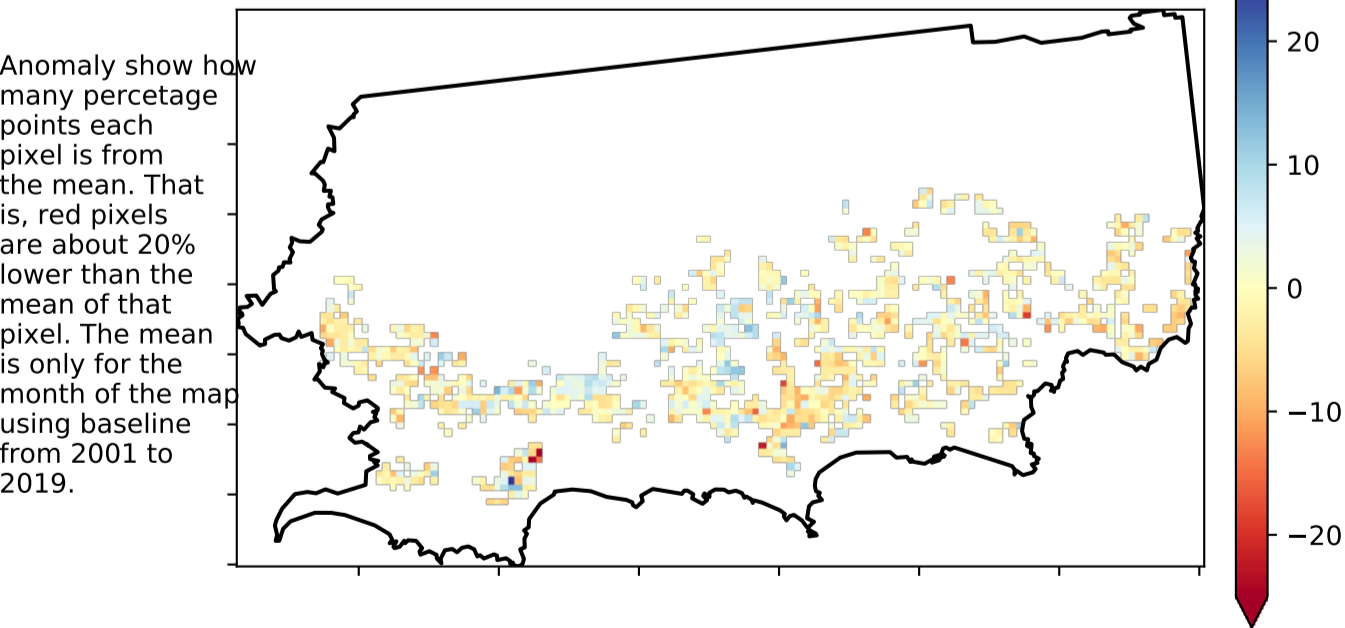 Anomaly show how
many percetage
points each
pixel is from
the mean. That
is, red pixels
are about 20%
lower than the
mean of that
pixel. The mean
is only for the
month of the map
using baseline
from 2001 to
2019.
20
10
0
−10
−20